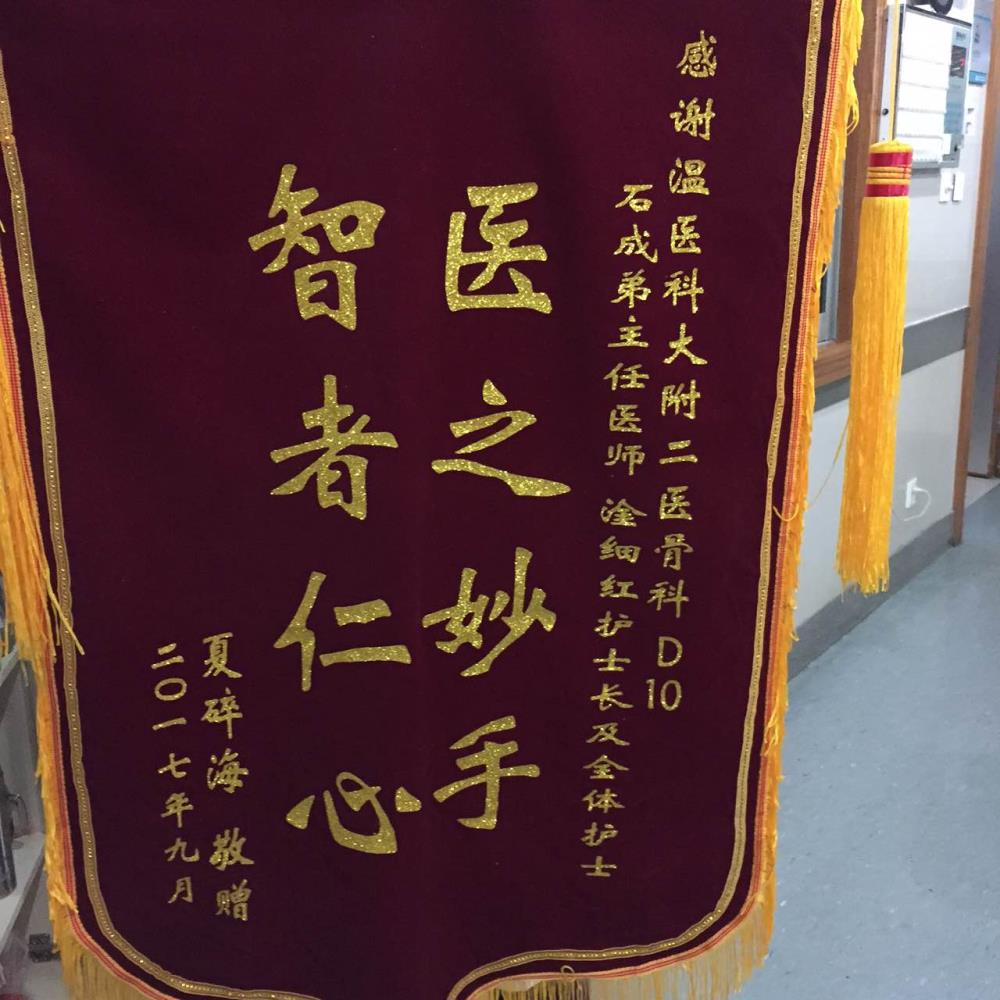 感谢温医科大附二医骨科D10
石成弟主任医师 淦细红护士长及全体护士
医之妙手
智者仁心
夏碎海 敬赠
二〇一七年九月